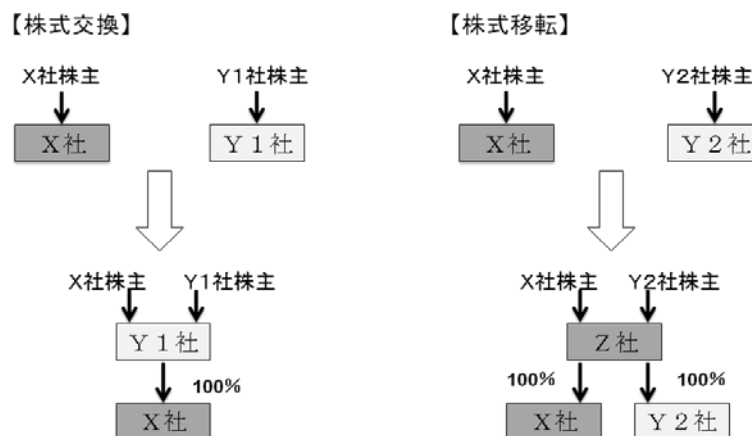 【株式交換】
X社株主
Y1社株主
X社
Y1社
X社株主
Y1社株主
Y1社
100%
X社
【株式移転】
X社株主
Y2社株主
X社
Y2社
X社株主
Y2社株主
Z社
100%
100%
X社
Y2社